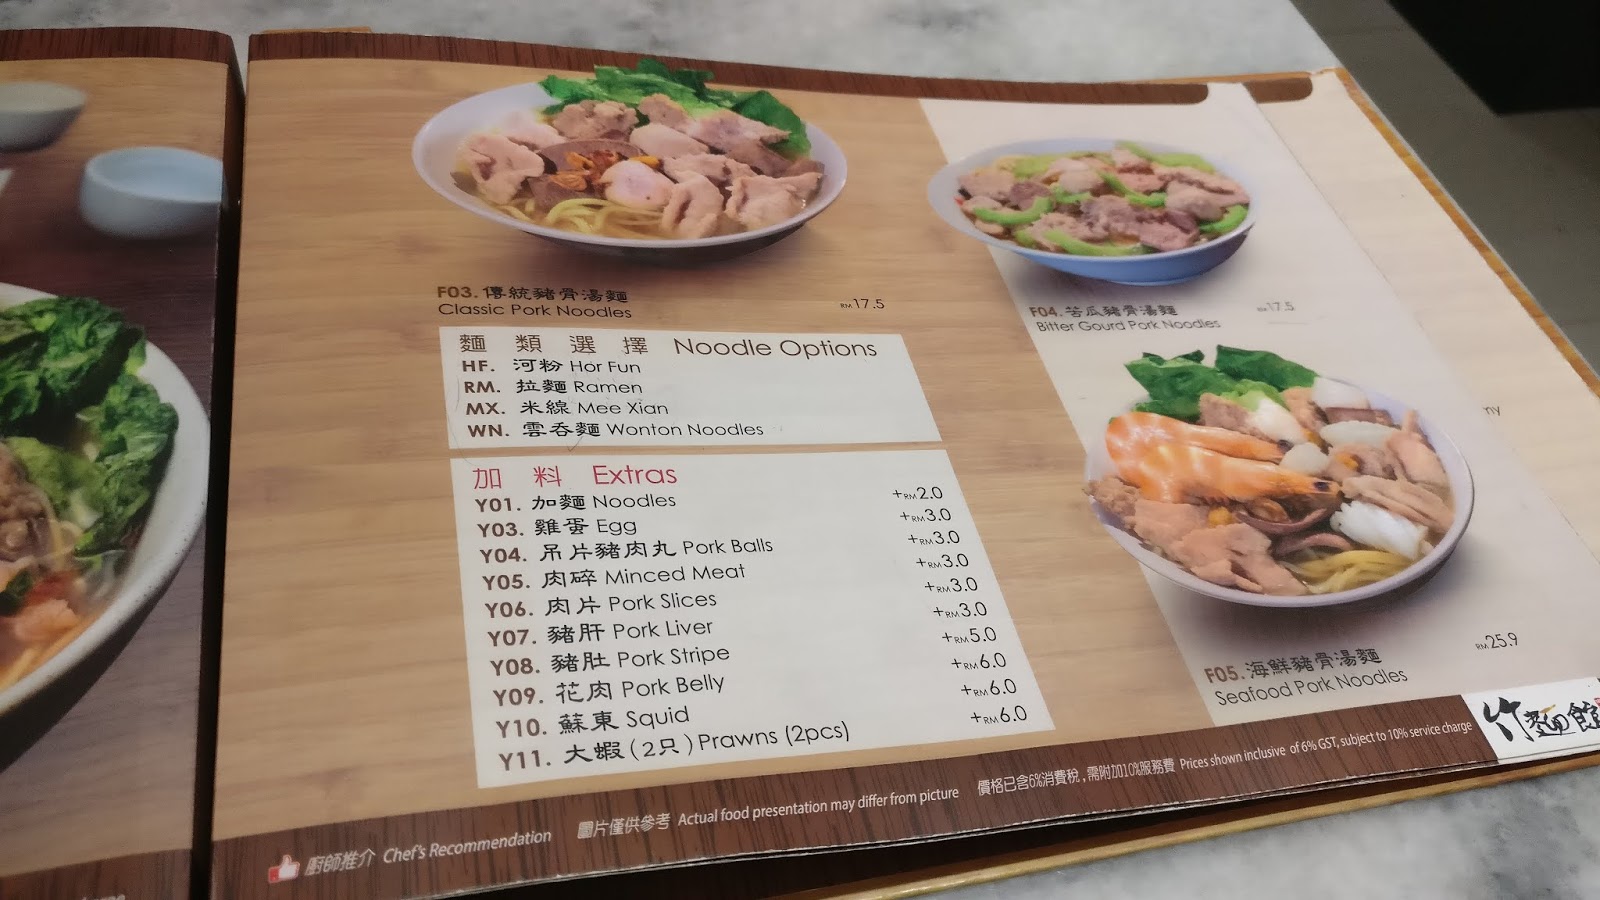 F03. 傳統豬骨湯麵
Classic Pork Noodles
RM17.5
F04. 苦瓜豬骨湯麵
Bitter Gourd Pork Noodles
RM17.5
麵類選擇 Noodle Options
HF. 河粉 Hor Fun
RM. 拉麵 Ramen
MX. 米線 Mee Xian
WN. 雲吞麵 Wonton Noodles
加料 Extras
Y01. 加麵 Noodles +RM2.0
Y03. 雞蛋 Egg +RM3.0
Y04. 吊片豬肉丸 Pork Balls +RM3.0
Y05. 肉碎 Minced Meat +RM3.0
Y06. 肉片 Pork Slices +RM3.0
Y07. 豬肝 Pork Liver +RM3.0
Y08. 豬肚 Pork Stripe +RM5.0
Y09. 花肉 Pork Belly +RM6.0
Y10. 蘇東 Squid +RM6.0
Y11. 大蝦(2只) Prawns (2pcs) +RM6.0
F05. 海鮮豬骨湯麵
Seafood Pork Noodles
RM25.9
廚師推介 Chef's Recommendation
圖片僅供參考 Actual food presentation may differ from picture
價格已含6%消費稅,需附加10%服務費 Prices shown inclusive of 6% GST, subject to 10% service charge
竹麵館